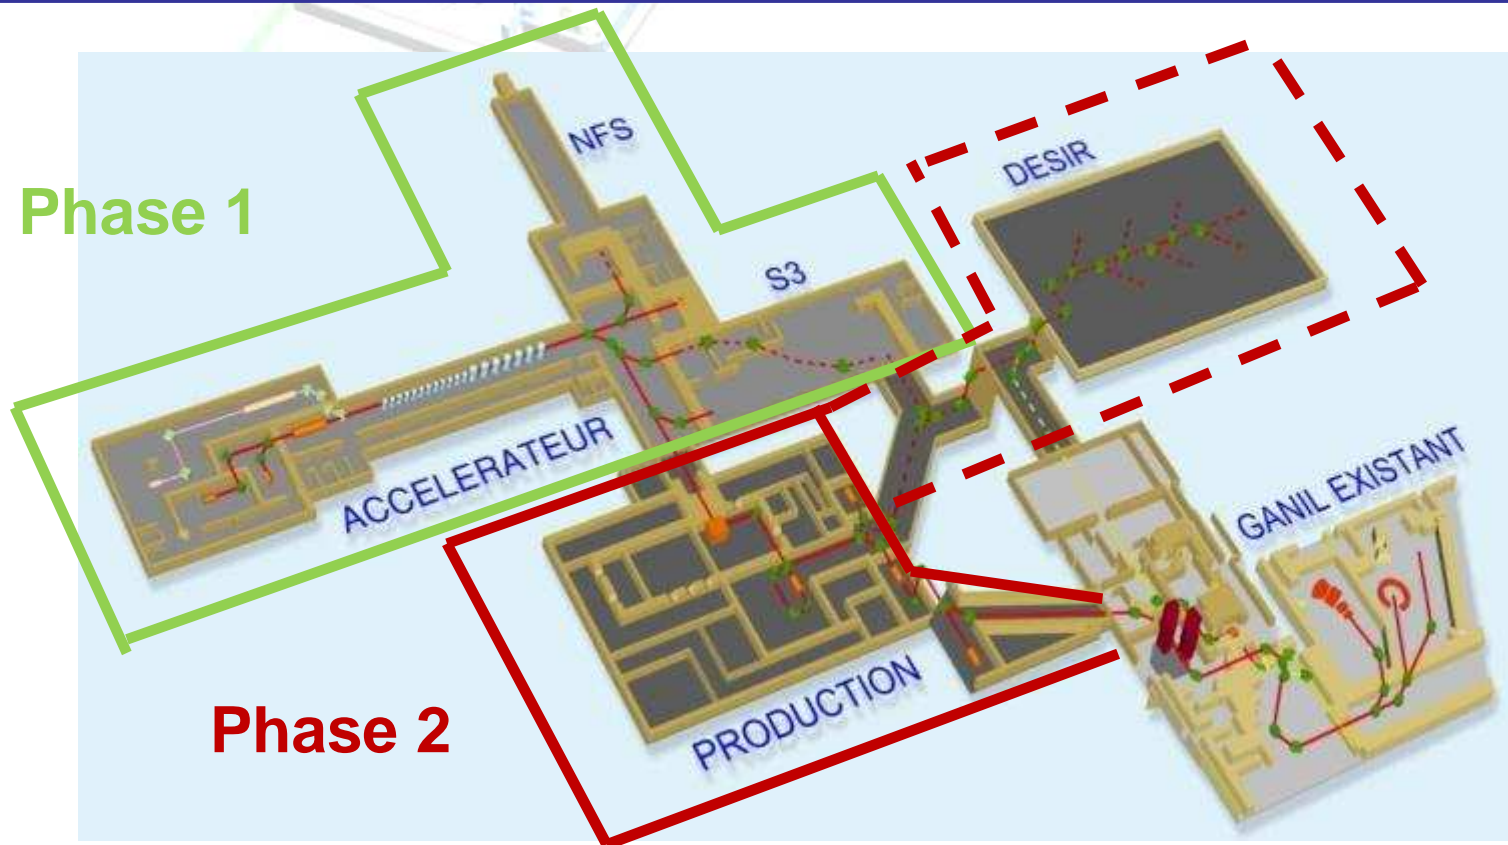 NFS
DESIR
Phase 1
S3
ACCELERATEUR
GANIL EXISTANT
PRODUCTION
Phase 2